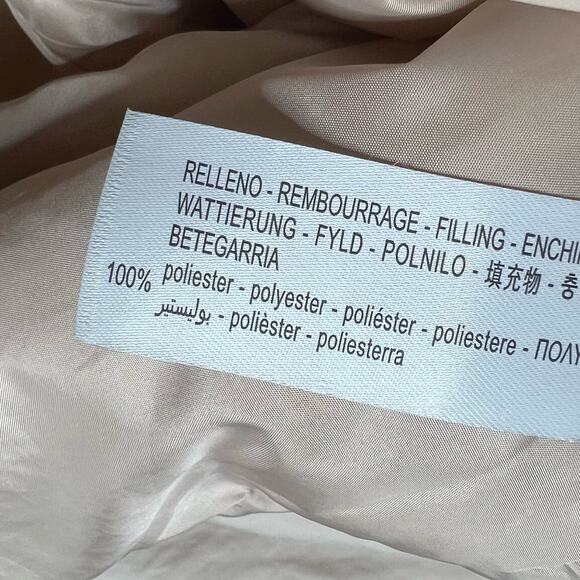 RELLENO - REMBOURRAGE - FILLING - ENCHI
WATTIERUNG - FYLD - POLNILO - 填充物 - 충
BETEGARRIA
100% poliester - polyester - poliéster - poliestere - ΠΟΛΥ
بوليستير - polièster - poliesterra